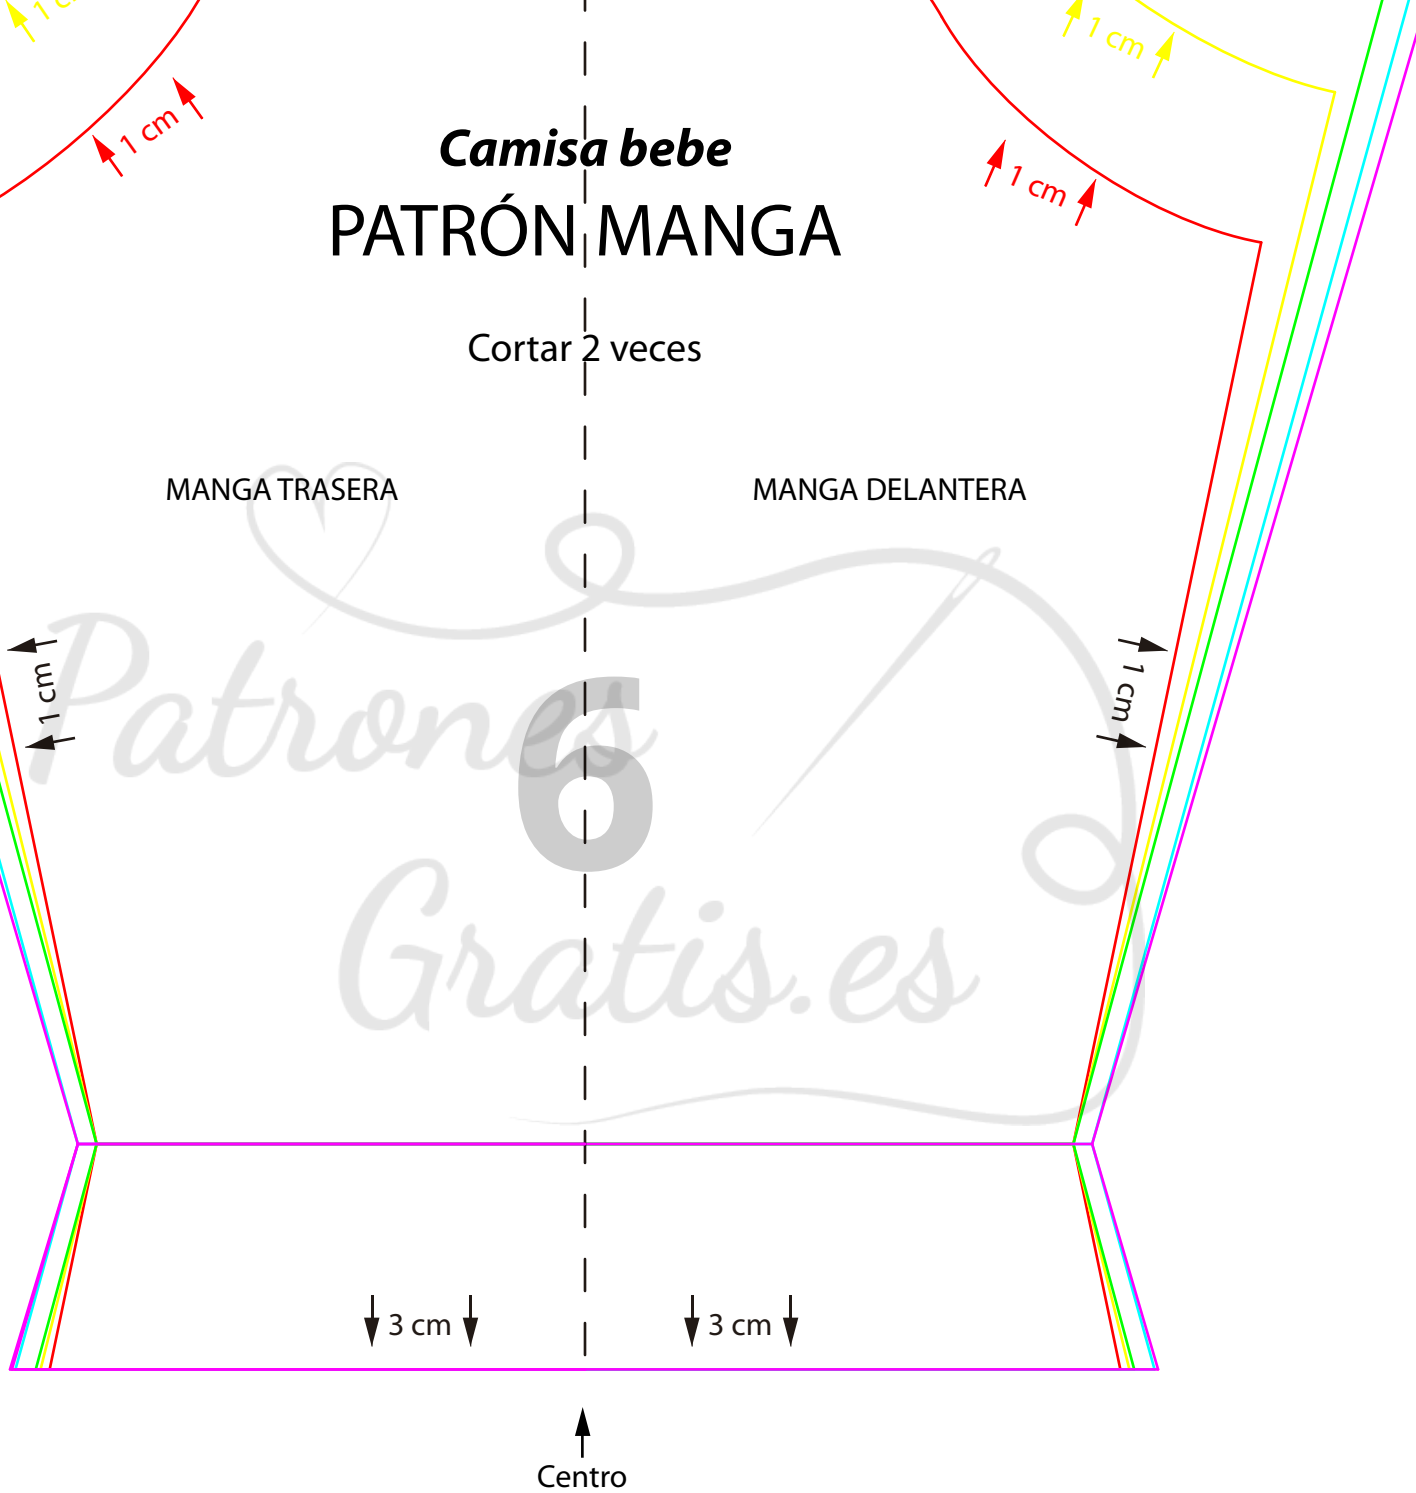 1 c
1 cm
1 cm
1 cm
Camisa bebe
PATRÓN MANGA
Cortar 2 veces
MANGA TRASERA
MANGA DELANTERA
1 cm
1 cm
Patrones
6
Gratis.es
3 cm
3 cm
Centro